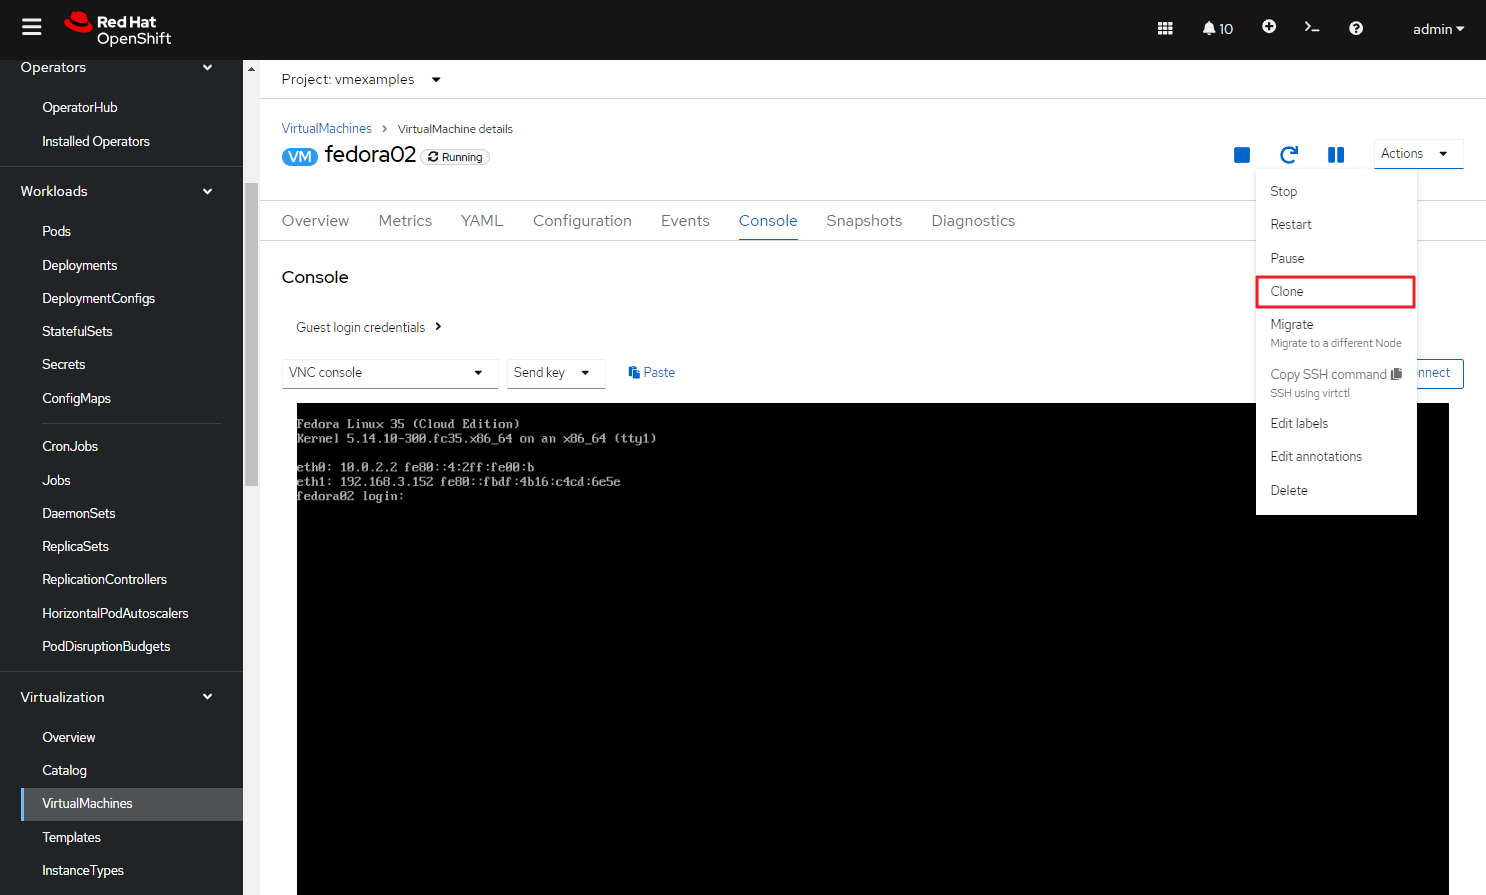 Red Hat
OpenShift
10
admin
Operators
OperatorHub
Installed Operators
Workloads
Pods
Deployments
DeploymentConfigs
StatefulSets
Secrets
ConfigMaps
CronJobs
Jobs
DaemonSets
ReplicaSets
ReplicationControllers
HorizontalPodAutoscalers
PodDisruptionBudgets
Virtualization
Overview
Catalog
VirtualMachines
Templates
InstanceTypes
Project: vmexamples
VirtualMachines > VirtualMachine details
VM fedora02 Running
Actions
Overview Metrics YAML Configuration Events Console Snapshots Diagnostics
Stop
Restart
Pause
Clone
Migrate
Migrate to a different Node
Copy SSH command
SSH using virtctl
Edit labels
Edit annotations
Delete
Console
Guest login credentials
VNC console Send key Paste
nnect
Fedora Linux 35 (Cloud Edition)
Kernel 5.14.10-300.fc35.x86_64 on an x86_64 (tty1)
eth0: 10.0.2.2 fe80::4:2ff:fe00:b
eth1: 192.168.3.152 fe80::fbdf:4b16:c4cd:6e5e
fedora02 login: